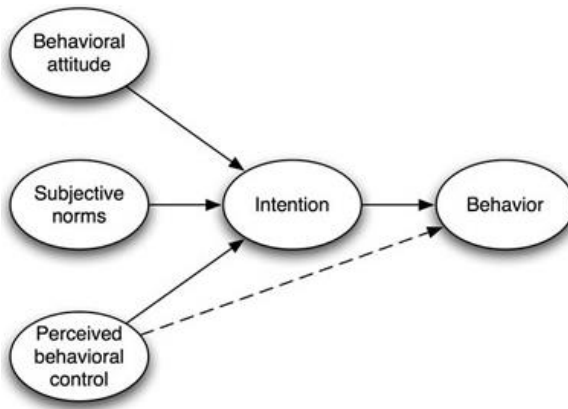 Behavioral
attitude
Subjective
norms
Intention
Behavior
Perceived
behavioral
control